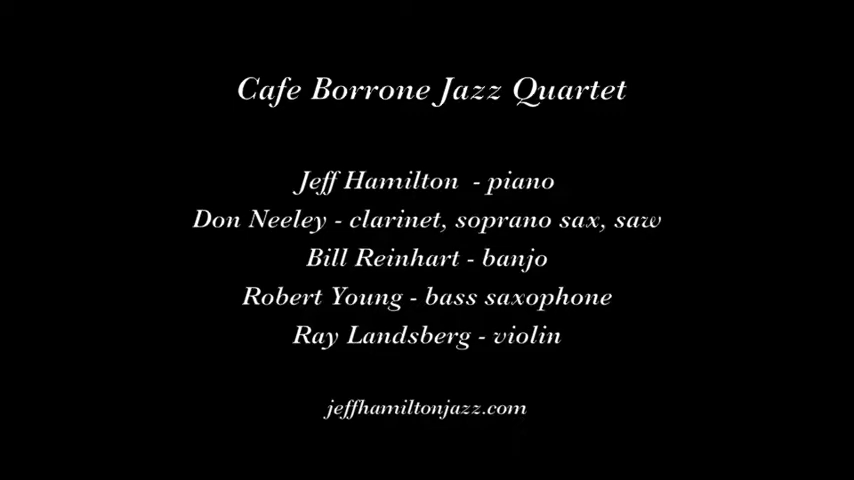 Cafe Borrone Jazz Quartet
Jeff Hamilton - piano
Don Neeley - clarinet, soprano sax, saw
Bill Reinhart - banjo
Robert Young - bass saxophone
Ray Landsberg - violin
jeffhamiltonjazz.com